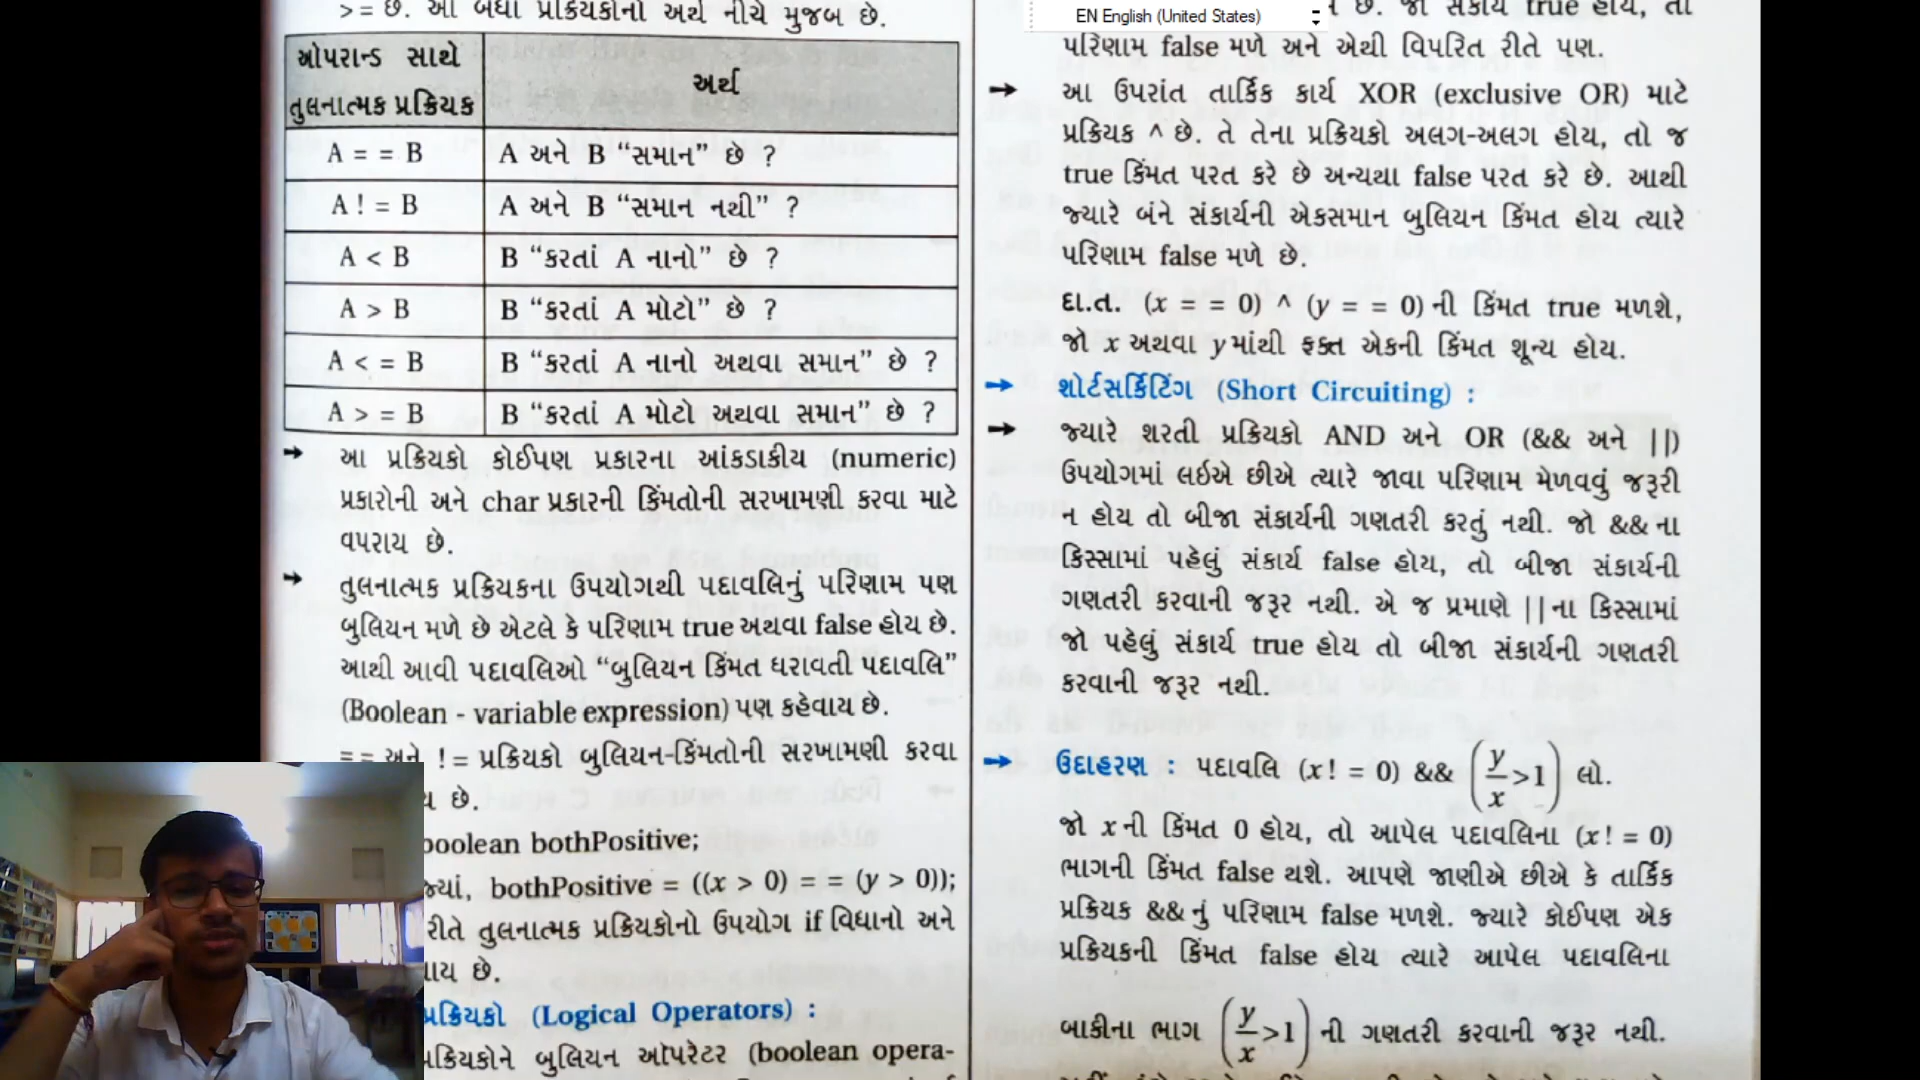 > = છે. આ બધા પ્રક્રિયકોનો અર્થ નીચે મુજબ છે.
ઓપરાન્ડ સાથે
તુલનાત્મક પ્રક્રિયક
અર્થ
A = = B A અને B “સમાન” છે ?
A ! = B A અને B “સમાન નથી” ?
A < B B “કરતાં A નાનો” છે ?
A > B B “કરતાં A મોટો” છે ?
A < = B B “કરતાં A નાનો અથવા સમાન” છે ?
A > = B B “કરતાં A મોટો અથવા સમાન” છે ?
➙ આ પ્રક્રિયકો કોઈપણ પ્રકારના આંકડાકીય (numeric)
પ્રકારોની અને char પ્રકારની કિંમતોની સરખામણી કરવા માટે
વપરાય છે.
➙ તુલનાત્મક પ્રક્રિયકના ઉપયોગથી પદાવલિનું પરિણામ પણ
બુલિયન મળે છે એટલે કે પરિણામ true અથવા false હોય છે.
આથી આવી પદાવલિઓ “બુલિયન કિંમત ધરાવતી પદાવલિ”
(Boolean - variable expression) પણ કહેવાય છે.
= = અને ! = પ્રક્રિયકો બુલિયન-કિંમતોની સરખામણી કરવા
છે.
boolean bothPositive;
જ્યાં, bothPositive = ((x > 0) = = (y > 0));
રીતે તુલનાત્મક પ્રક્રિયકોનો ઉપયોગ if વિધાનો અને
છે.
પ્રક્રિયકો (Logical Operators) :
પ્રક્રિયકોને બુલિયન ઑપરેટર (boolean opera-
EN English (United States)
છે. જો સંકાર્ય true હોય, તો
પરિણામ false મળે અને એથી વિપરિત રીતે પણ.
➙ આ ઉપરાંત તાર્કિક કાર્ય XOR (exclusive OR) માટે
પ્રક્રિયક ^ છે. તે તેના પ્રક્રિયકો અલગ-અલગ હોય, તો જ
true કિંમત પરત કરે છે અન્યથા false પરત કરે છે. આથી
જ્યારે બંને સંકાર્યની એકસમાન બુલિયન કિંમત હોય ત્યારે
પરિણામ false મળે છે.
દા.ત. (x = = 0) ^ (y = = 0) ની કિંમત true મળશે,
જો x અથવા y માંથી ફક્ત એકની કિંમત શૂન્ય હોય.
➙ શોર્ટસર્કિટિંગ (Short Circuiting) :
➙ જ્યારે શરતી પ્રક્રિયકો AND અને OR (&& અને ||)
ઉપયોગમાં લઇએ છીએ ત્યારે જાવા પરિણામ મેળવવું જરૂરી
ન હોય તો બીજા સંકાર્યની ગણતરી કરતું નથી. જો && ના
કિસ્સામાં પહેલું સંકાર્ય false હોય, તો બીજા સંકાર્યની
ગણતરી કરવાની જરૂર નથી. એ જ પ્રમાણે || ના કિસ્સામાં
જો પહેલું સંકાર્ય true હોય તો બીજા સંકાર્યની ગણતરી
કરવાની જરૂર નથી.
➙ ઉદાહરણ : પદાવલિ (x ! = 0) && (y/x >1) લો.
જો x ની કિંમત 0 હોય, તો આપેલ પદાવલિના (x ! = 0)
ભાગની કિંમત false થશે. આપણે જાણીએ છીએ કે તાર્કિક
પ્રક્રિયક && નું પરિણામ false મળશે. જ્યારે કોઈપણ એક
પ્રક્રિયકની કિંમત false હોય ત્યારે આપેલ પદાવલિના
બાકીના ભાગ (y/x >1) ની ગણતરી કરવાની જરૂર નથી.